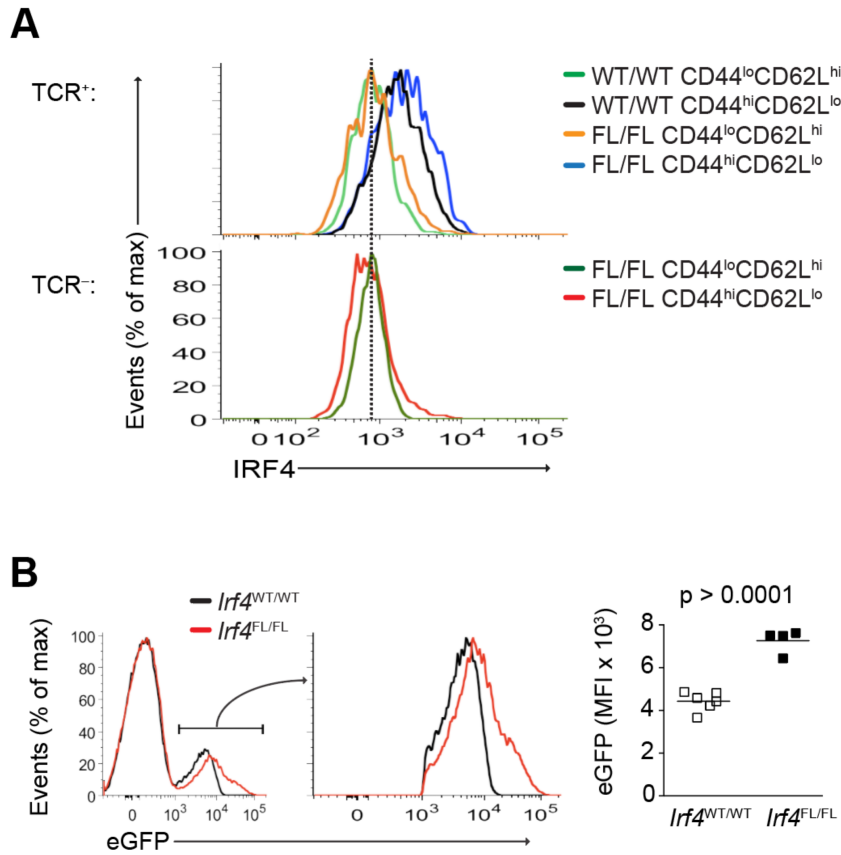 A
TCR⁺:
WT/WT CD44ˡᵒCD62Lʰⁱ
WT/WT CD44ʰⁱCD62Lˡᵒ
FL/FL CD44ˡᵒCD62Lʰⁱ
FL/FL CD44ʰⁱCD62Lˡᵒ
TCR⁻:
FL/FL CD44ˡᵒCD62Lʰⁱ
FL/FL CD44ʰⁱCD62Lˡᵒ
Events (% of max)
100
80
60
40
20
0
0 10² 10³ 10⁴ 10⁵
IRF4
B
Irf4ᵂᵀ/ᵂᵀ
Irf4ᶠᴸ/ᶠᴸ
Events (% of max)
100
80
60
40
20
0
0 10³ 10⁴ 10⁵
0 10³ 10⁴ 10⁵
eGFP
p > 0.0001
eGFP (MFI x 10³)
8
6
4
2
0
Irf4ᵂᵀ/ᵂᵀ Irf4ᶠᴸ/ᶠᴸ